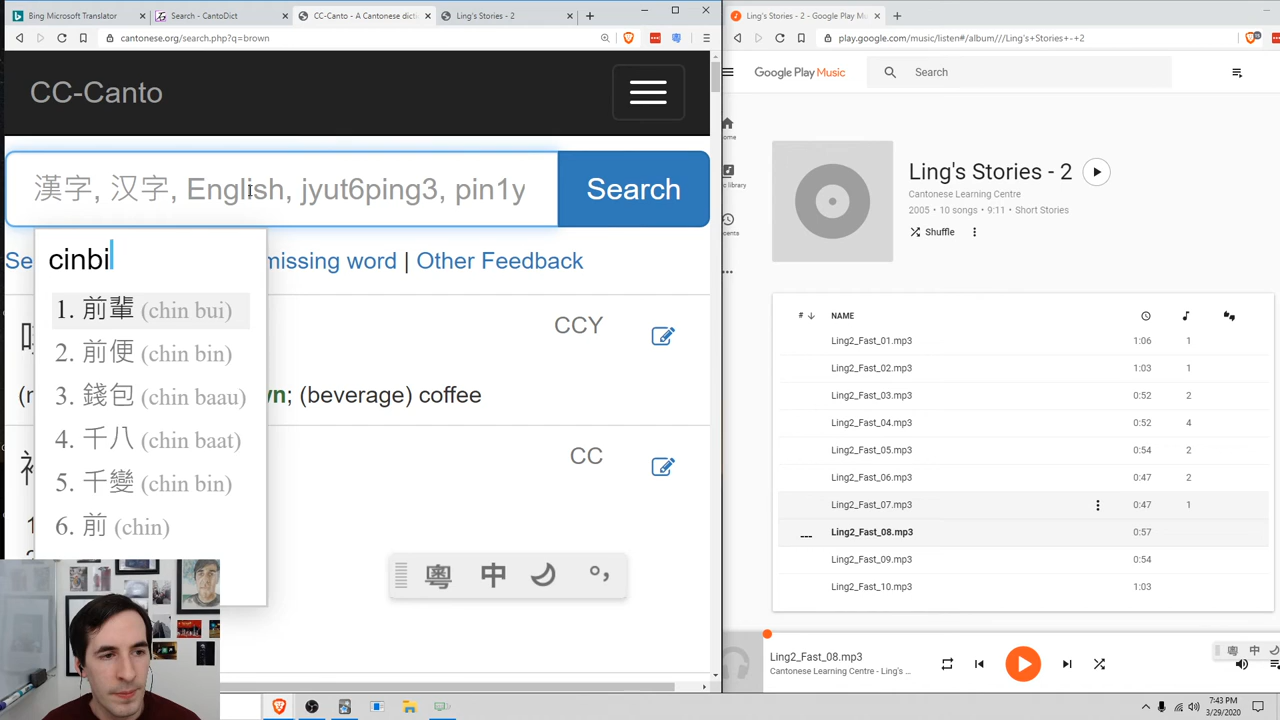 Bing Microsoft Translator
Search - CantoDict
CC-Canto - A Cantonese dicti
Ling's Stories - 2
cantonese.org/search.php?q=brown
CC-Canto
漢字, 汉字, English, jyut6ping3, pin1y
Search
cinbi
1. 前輩 (chin bui)
2. 前便 (chin bin)
3. 錢包 (chin baau)
4. 千八 (chin baat)
5. 千變 (chin bin)
6. 前 (chin)
Se
missing word | Other Feedback
CCY
wn; (beverage) coffee
CC
粵 中
Ling's Stories - 2 - Google Play Mus
play.google.com/music/listen#/album///Ling's+Stories+-+2
Google Play Music
Search
Ling's Stories - 2
Cantonese Learning Centre
2005 • 10 songs • 9:11 • Short Stories
Shuffle
# NAME
Ling2_Fast_01.mp3 1:06 1
Ling2_Fast_02.mp3 1:03 1
Ling2_Fast_03.mp3 0:52 2
Ling2_Fast_04.mp3 0:52 4
Ling2_Fast_05.mp3 0:54 2
Ling2_Fast_06.mp3 0:47 2
Ling2_Fast_07.mp3 0:47 1
Ling2_Fast_08.mp3 0:57
Ling2_Fast_09.mp3 0:54
Ling2_Fast_10.mp3 1:03
Ling2_Fast_08.mp3
Cantonese Learning Centre - Ling's ...
粵 中
7:43 PM
3/29/2020